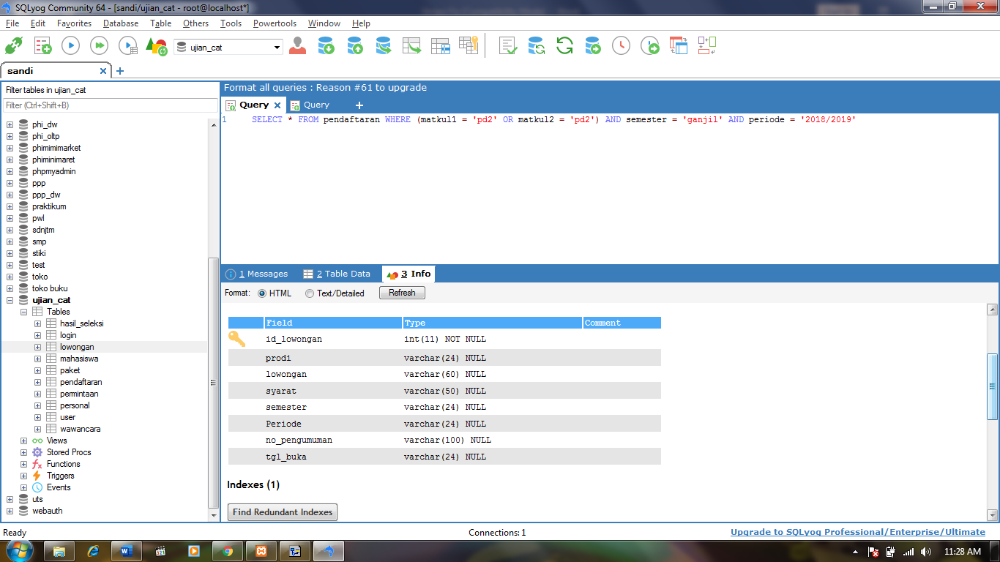 SQLyog Community 64 - [sandi/ujian_cat - root@localhost*]
File Edit Favorites Database Table Others Tools Powertools Window Help
ujian_cat
sandi
Filter tables in ujian_cat
Filter (Ctrl+Shift+B)
phi_dw
phi_oltp
phimimimarket
phiminimaret
phpmyadmin
ppp
ppp_dw
praktikum
pwl
sdnjtm
smp
stiki
test
toko
toko buku
ujian_cat
Tables
hasil_seleksi
login
lowongan
mahasiswa
paket
pendaftaran
permintaan
personal
user
wawancara
Views
Stored Procs
Functions
Triggers
Events
uts
webauth
Format all queries : Reason #61 to upgrade
Query Query
1 SELECT * FROM pendaftaran WHERE (matkul1 = 'pd2' OR matkul2 = 'pd2') AND semester = 'ganjil' AND periode = '2018/2019'
1 Messages 2 Table Data 3 Info
Format: HTML Text/Detailed Refresh
Field Type Comment
id_lowongan int(11) NOT NULL
prodi varchar(24) NULL
lowongan varchar(60) NULL
syarat varchar(50) NULL
semester varchar(24) NULL
Periode varchar(24) NULL
no_pengumuman varchar(100) NULL
tgl_buka varchar(24) NULL
Indexes (1)
Find Redundant Indexes
Ready Connections: 1 Upgrade to SQLyog Professional/Enterprise/Ultimate
11:28 AM